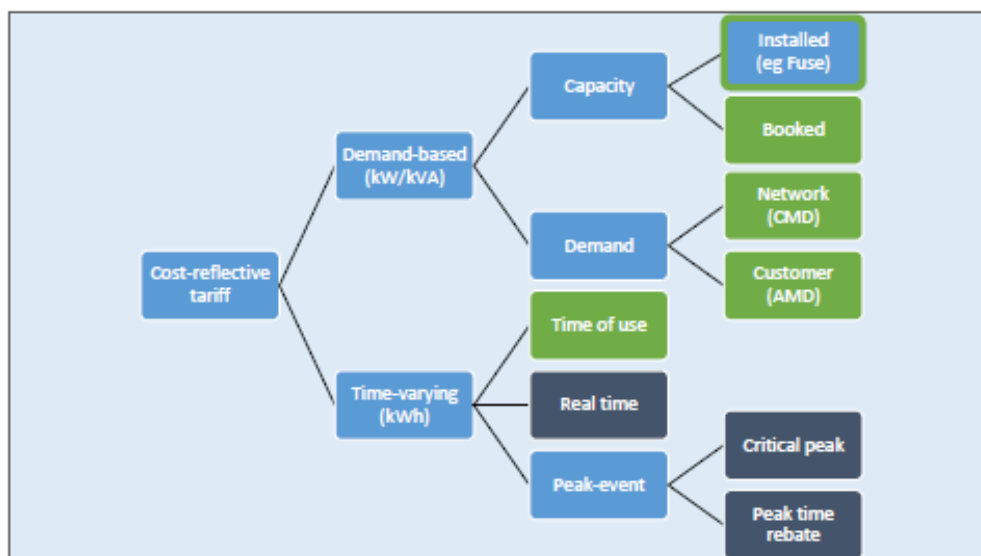 Installed
(eg Fuse)
Capacity
Booked
Demand-based
(kW/kVA)
Network
(CMD)
Demand
Customer
(AMD)
Cost-reflective
tariff
Time of use
Time-varying
(kWh)
Real time
Critical peak
Peak-event
Peak time
rebate